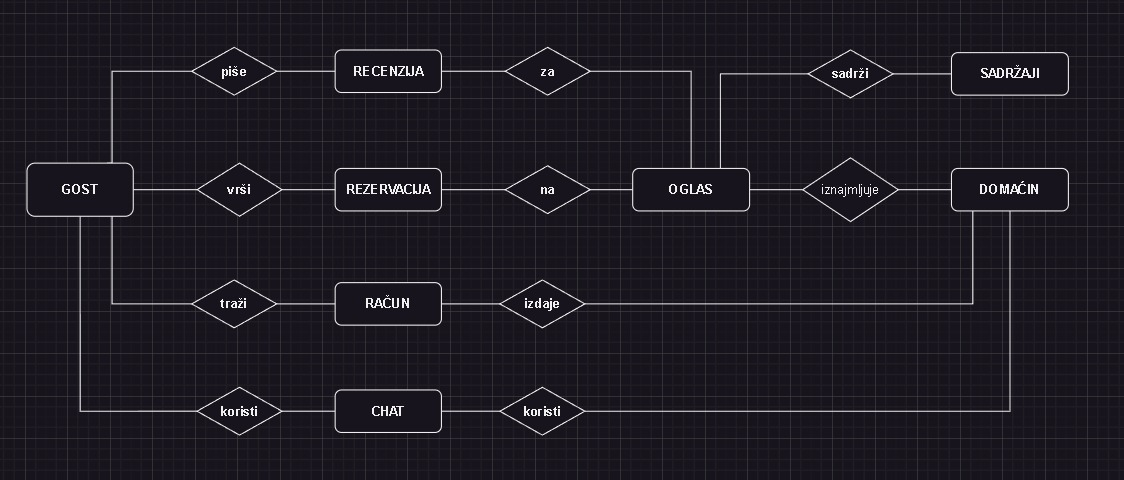 piše
RECENZIJA
za
sadrži
SADRŽAJI
GOST
vrši
REZERVACIJA
na
OGLAS
iznajmljuje
DOMAĆIN
traži
RAČUN
izdaje
koristi
CHAT
koristi